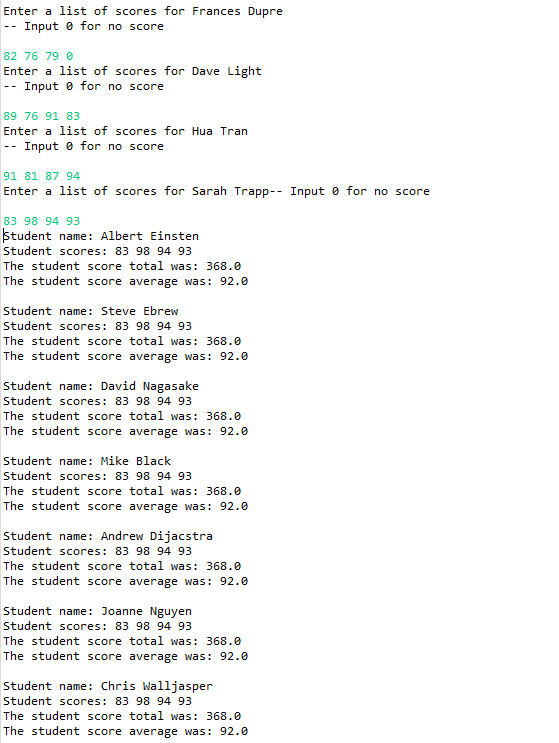 Enter a list of scores for Frances Dupre
-- Input 0 for no score
82 76 79 0
Enter a list of scores for Dave Light
-- Input 0 for no score
89 76 91 83
Enter a list of scores for Hua Tran
-- Input 0 for no score
91 81 87 94
Enter a list of scores for Sarah Trapp-- Input 0 for no score
83 98 94 93
Student name: Albert Einsten
Student scores: 83 98 94 93
The student score total was: 368.0
The student score average was: 92.0
Student name: Steve Ebrew
Student scores: 83 98 94 93
The student score total was: 368.0
The student score average was: 92.0
Student name: David Nagasake
Student scores: 83 98 94 93
The student score total was: 368.0
The student score average was: 92.0
Student name: Mike Black
Student scores: 83 98 94 93
The student score total was: 368.0
The student score average was: 92.0
Student name: Andrew Dijacstra
Student scores: 83 98 94 93
The student score total was: 368.0
The student score average was: 92.0
Student name: Joanne Nguyen
Student scores: 83 98 94 93
The student score total was: 368.0
The student score average was: 92.0
Student name: Chris Walljasper
Student scores: 83 98 94 93
The student score total was: 368.0
The student score average was: 92.0